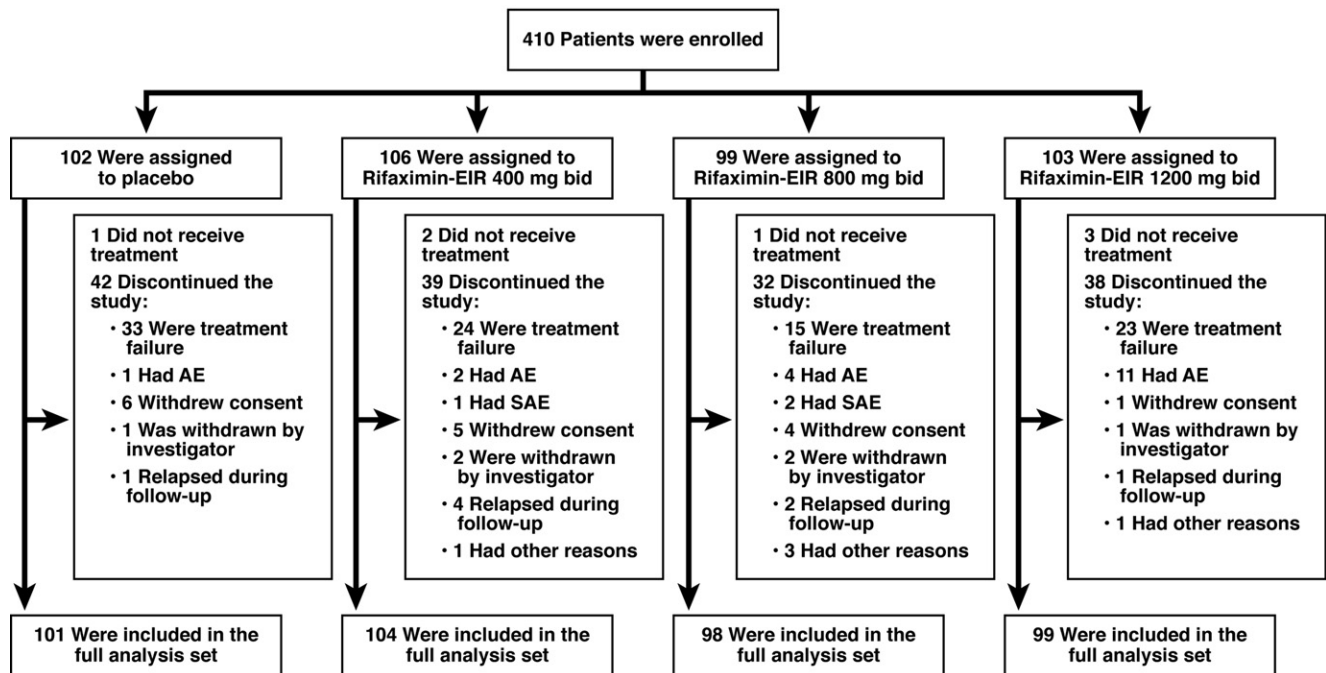 410 Patients were enrolled
102 Were assigned
to placebo
106 Were assigned to
Rifaximin-EIR 400 mg bid
99 Were assigned to
Rifaximin-EIR 800 mg bid
103 Were assigned to
Rifaximin-EIR 1200 mg bid
1 Did not receive
treatment
42 Discontinued the
study:
• 33 Were treatment
failure
• 1 Had AE
• 6 Withdrew consent
• 1 Was withdrawn by
investigator
• 1 Relapsed during
follow-up
2 Did not receive
treatment
39 Discontinued the
study:
• 24 Were treatment
failure
• 2 Had AE
• 1 Had SAE
• 5 Withdrew consent
• 2 Were withdrawn
by investigator
• 4 Relapsed during
follow-up
• 1 Had other reasons
1 Did not receive
treatment
32 Discontinued the
study:
• 15 Were treatment
failure
• 4 Had AE
• 2 Had SAE
• 4 Withdrew consent
• 2 Were withdrawn
by investigator
• 2 Relapsed during
follow-up
• 3 Had other reasons
3 Did not receive
treatment
38 Discontinued the
study:
• 23 Were treatment
failure
• 11 Had AE
• 1 Withdrew consent
• 1 Was withdrawn by
investigator
• 1 Relapsed during
follow-up
• 1 Had other reasons
101 Were included in the
full analysis set
104 Were included in the
full analysis set
98 Were included in the
full analysis set
99 Were included in the
full analysis set